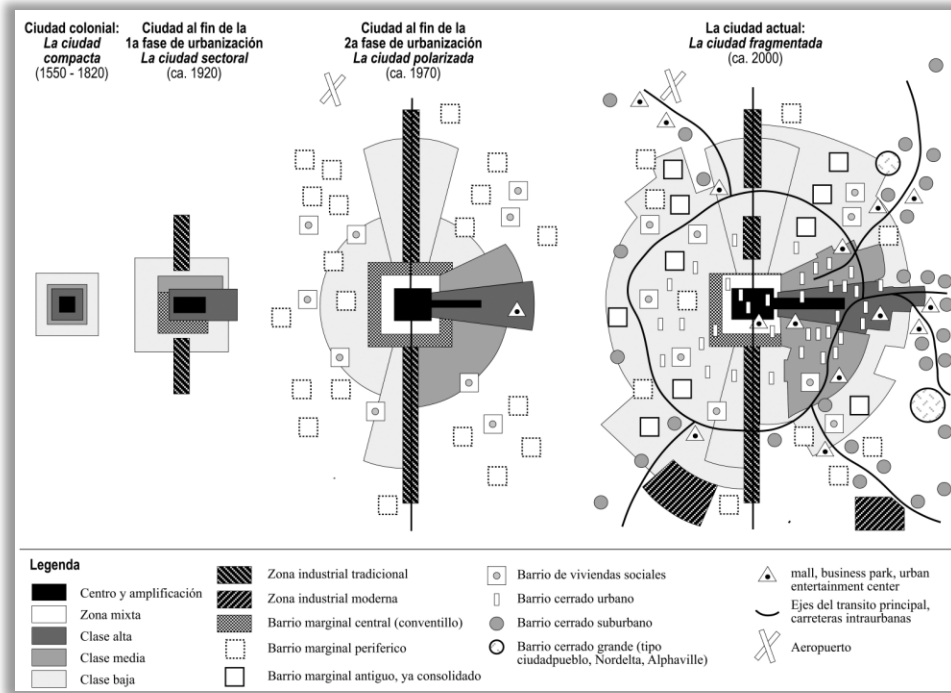 Ciudad colonial:
La ciudad
compacta
(1550 - 1820)
Ciudad al fin de la
1a fase de urbanización
La ciudad sectoral
(ca. 1920)
Ciudad al fin de la
2a fase de urbanización
La ciudad polarizada
(ca. 1970)
La ciudad actual:
La ciudad fragmentada
(ca. 2000)
Legenda
Centro y amplificación
Zona mixta
Clase alta
Clase media
Clase baja
Zona industrial tradicional
Zona industrial moderna
Barrio marginal central (conventillo)
Barrio marginal periferico
Barrio marginal antiguo, ya consolidado
Barrio de viviendas sociales
Barrio cerrado urbano
Barrio cerrado suburbano
Barrio cerrado grande (tipo
ciudadpueblo, Nordelta, Alphaville)
mall, business park, urban
entertainment center
Ejes del transito principal,
carreteras intraurbanas
Aeropuerto